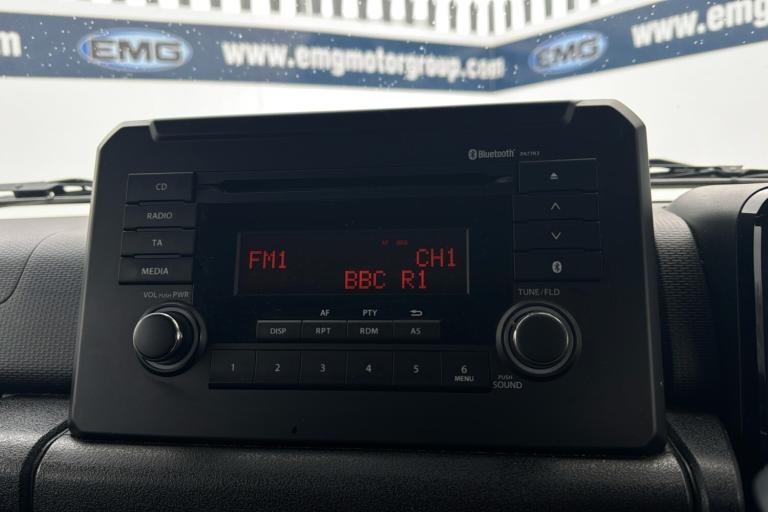 m
EMG
www.emgmotorgroup.com
EMG
www.emg
Bluetooth
PA77N3
CD
RADIO
TA
MEDIA
FM1 CH1
BBC R1
VOL PUSH PWR
TUNE/FLD
AF PTY
DISP RPT RDM AS
1 2 3 4 5 6
MENU
PUSH
SOUND